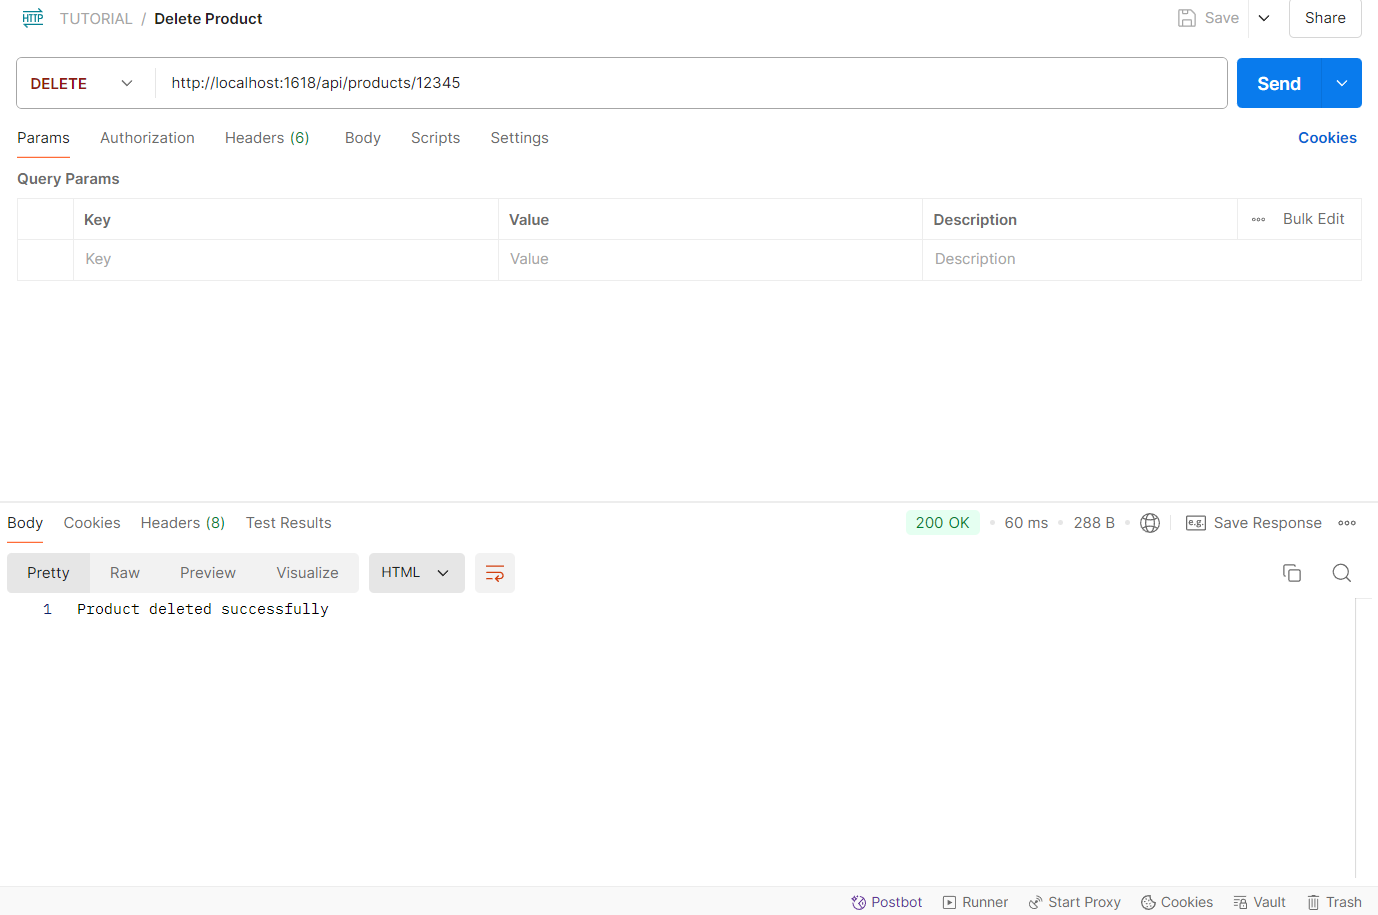 HTTP TUTORIAL / Delete Product Save Share
DELETE http://localhost:1618/api/products/12345 Send
Params Authorization Headers (6) Body Scripts Settings Cookies
Query Params
Key Value Description Bulk Edit
Key Value Description
Body Cookies Headers (8) Test Results 200 OK 60 ms 288 B e.g. Save Response
Pretty Raw Preview Visualize HTML
1 Product deleted successfully
Postbot Runner Start Proxy Cookies Vault Trash